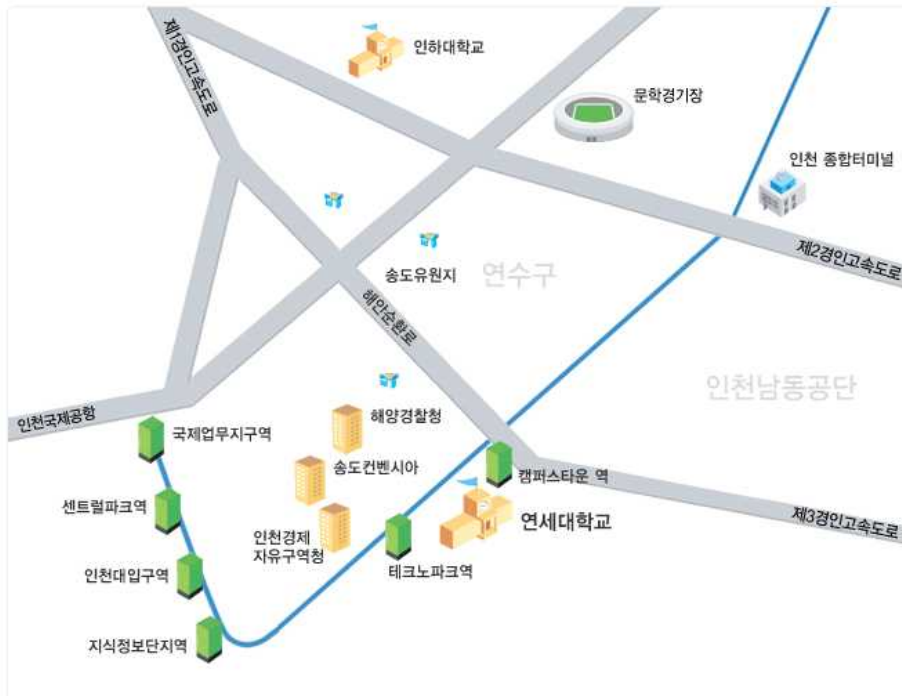 제1경인고속도로
인하대학교
문학경기장
인천 종합터미널
제2경인고속도로
송도유원지
연수구
해안순환로
인천남동공단
인천국제공항
해양경찰청
국제업무지구역
송도컨벤시아
캠퍼스타운 역
센트럴파크역
연세대학교
제3경인고속도로
인천경제
자유구역청
테크노파크역
인천대입구역
지식정보단지역